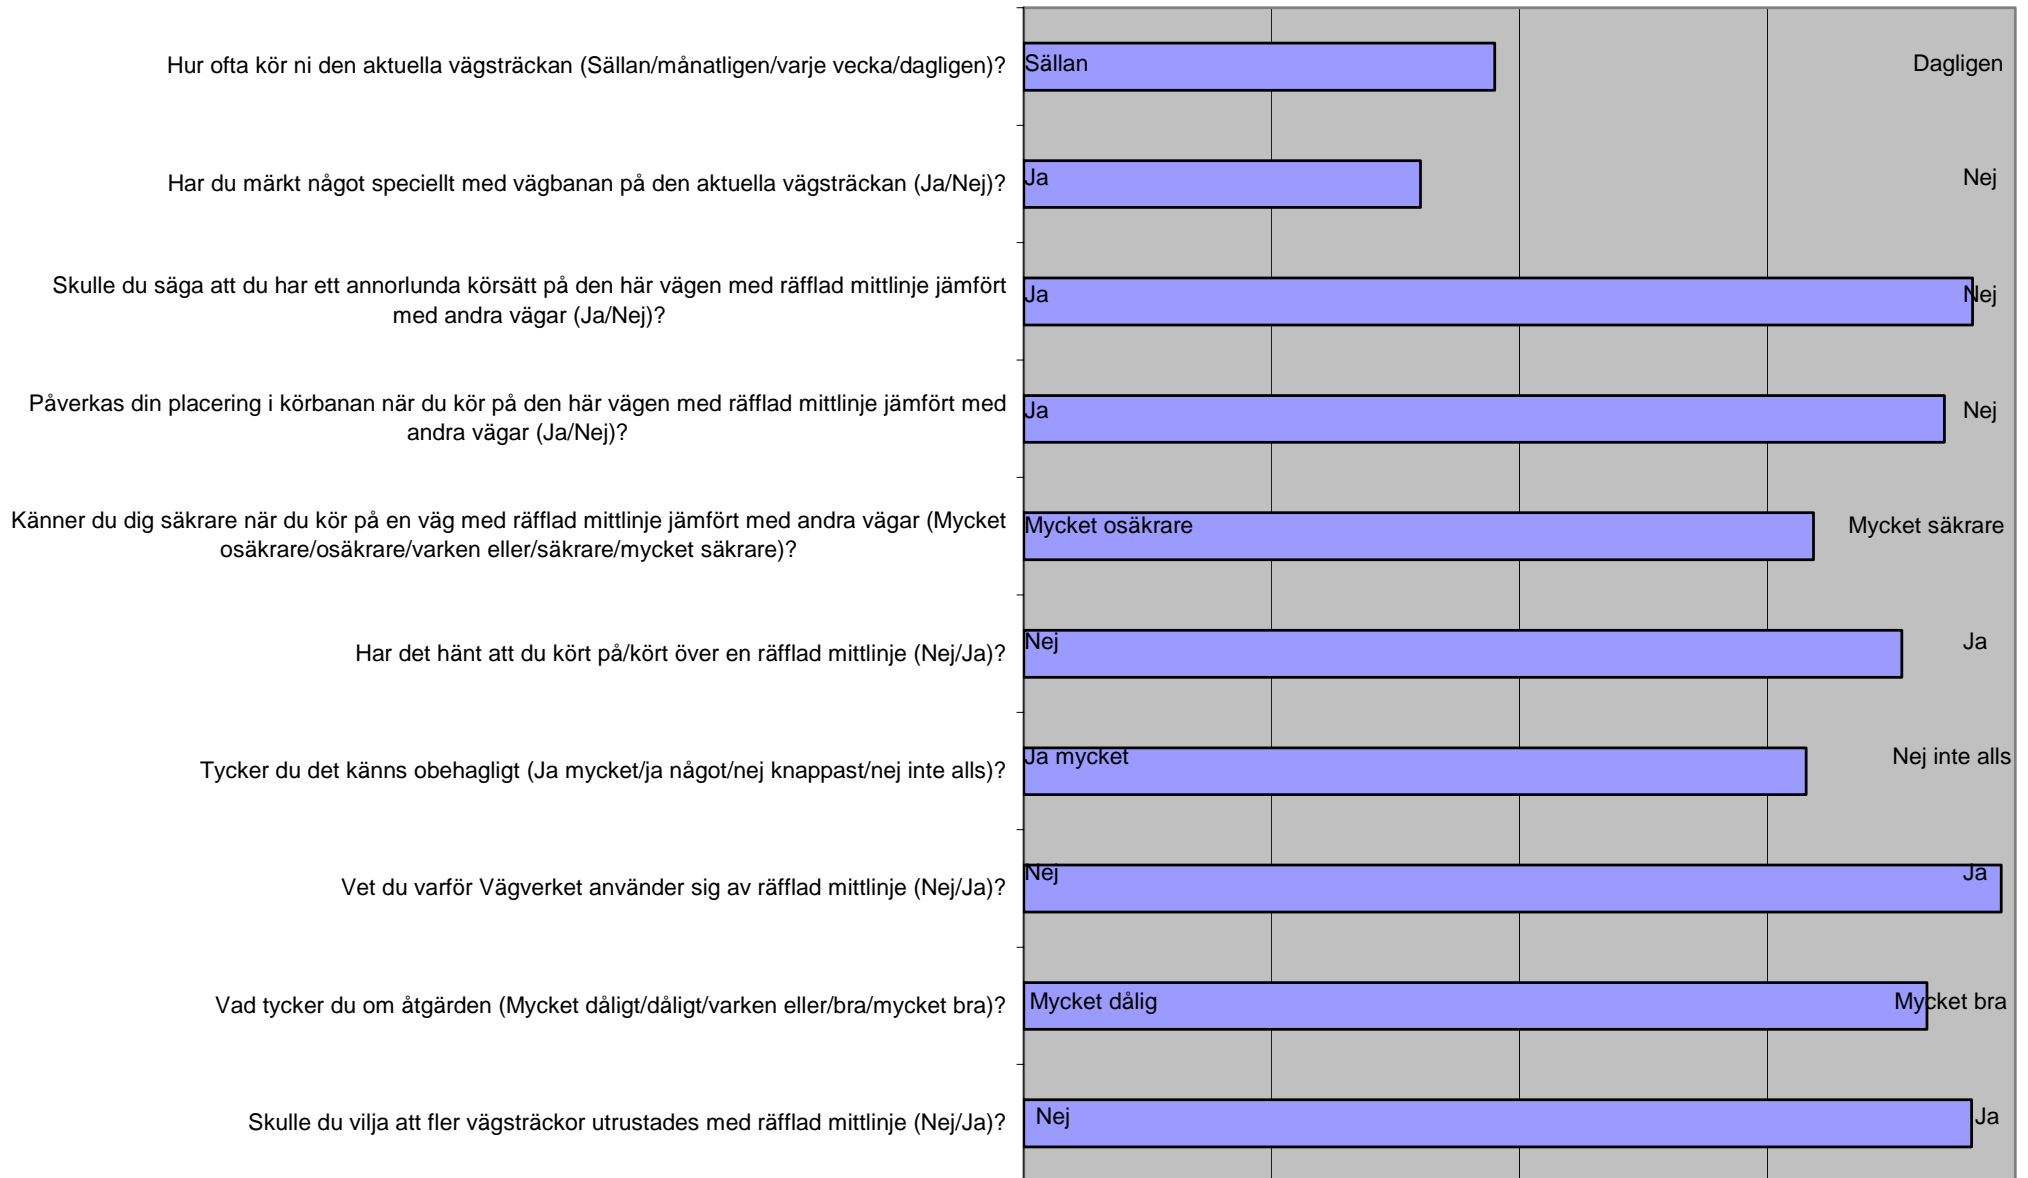 Hur ofta kör ni den aktuella vägsträckan (Sällan/månatligen/varje vecka/dagligen)?
Sällan
Dagligen
Har du märkt något speciellt med vägbanan på den aktuella vägsträckan (Ja/Nej)?
Ja
Nej
Skulle du säga att du har ett annorlunda körsätt på den här vägen med räfflad mittlinje jämfört
med andra vägar (Ja/Nej)?
Ja
Nej
Påverkas din placering i körbanan när du kör på den här vägen med räfflad mittlinje jämfört med
andra vägar (Ja/Nej)?
Ja
Nej
Känner du dig säkrare när du kör på en väg med räfflad mittlinje jämfört med andra vägar (Mycket
osäkrare/osäkrare/varken eller/säkrare/mycket säkrare)?
Mycket osäkrare
Mycket säkrare
Har det hänt att du kört på/kört över en räfflad mittlinje (Nej/Ja)?
Nej
Ja
Tycker du det känns obehagligt (Ja mycket/ja något/nej knappast/nej inte alls)?
Ja mycket
Nej inte alls
Vet du varför Vägverket använder sig av räfflad mittlinje (Nej/Ja)?
Nej
Ja
Vad tycker du om åtgärden (Mycket dåligt/dåligt/varken eller/bra/mycket bra)?
Mycket dålig
Mycket bra
Skulle du vilja att fler vägsträckor utrustades med räfflad mittlinje (Nej/Ja)?
Nej
Ja